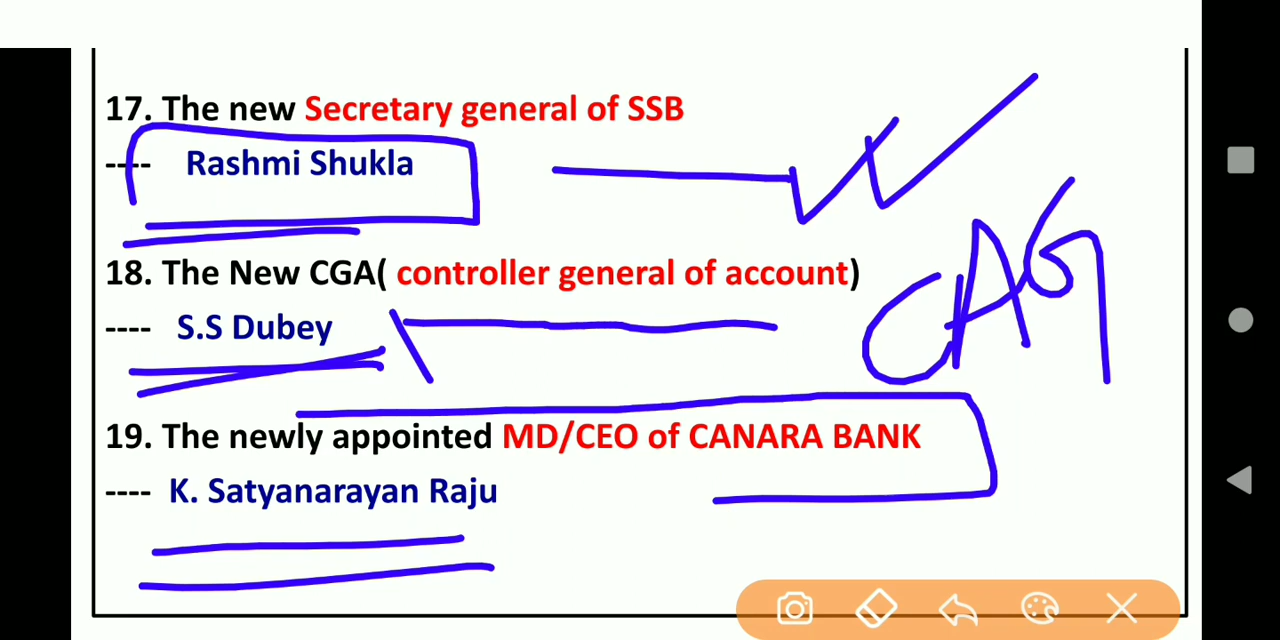 17. The new Secretary general of SSB
---- Rashmi Shukla
18. The New CGA( controller general of account)
---- S.S Dubey
CAG
19. The newly appointed MD/CEO of CANARA BANK
---- K. Satyanarayan Raju